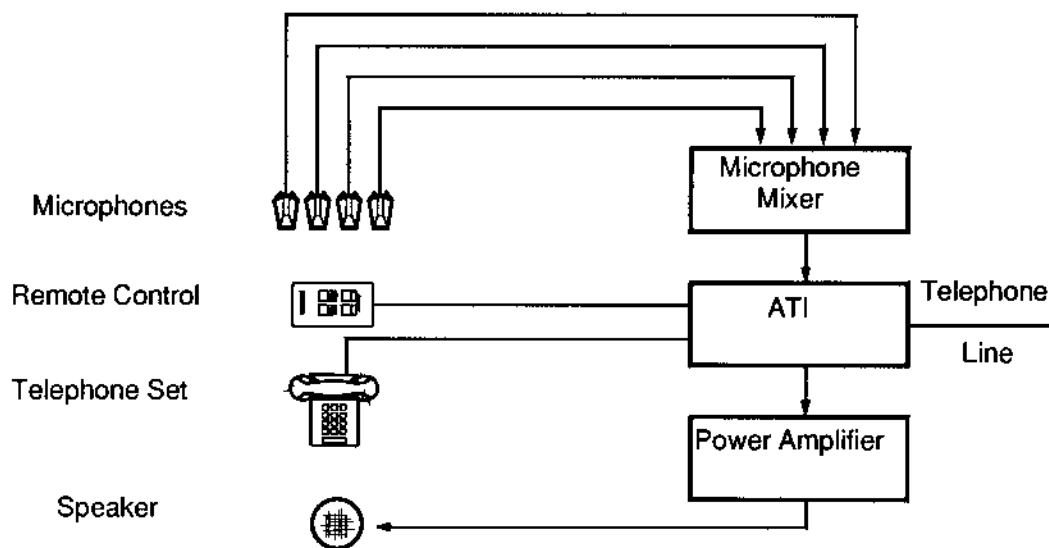 Microphone
Mixer
Microphones
Remote Control
ATI
Telephone
Line
Telephone Set
Power Amplifier
Speaker